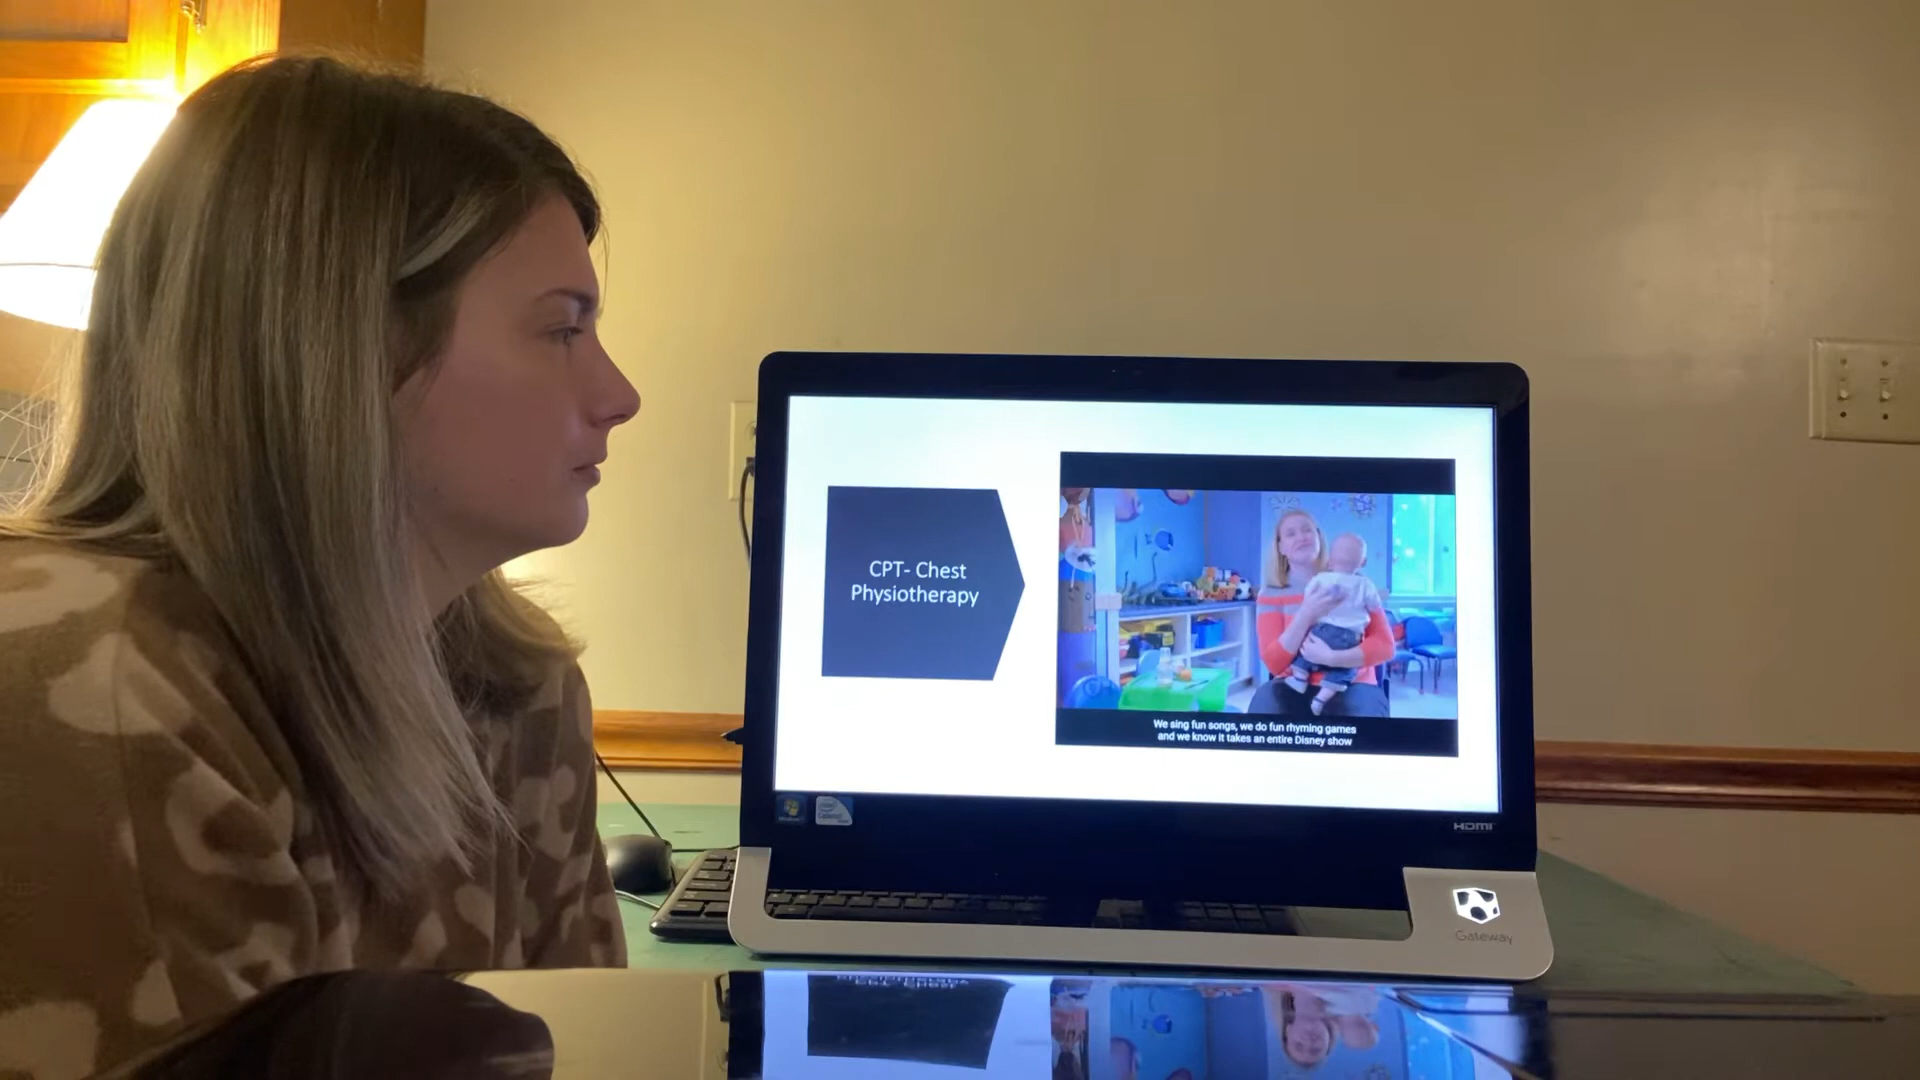 CPT- Chest
Physiotherapy
We sing fun songs, we do fun rhyming games
and we know it takes an entire Disney show
HDMI
Gateway